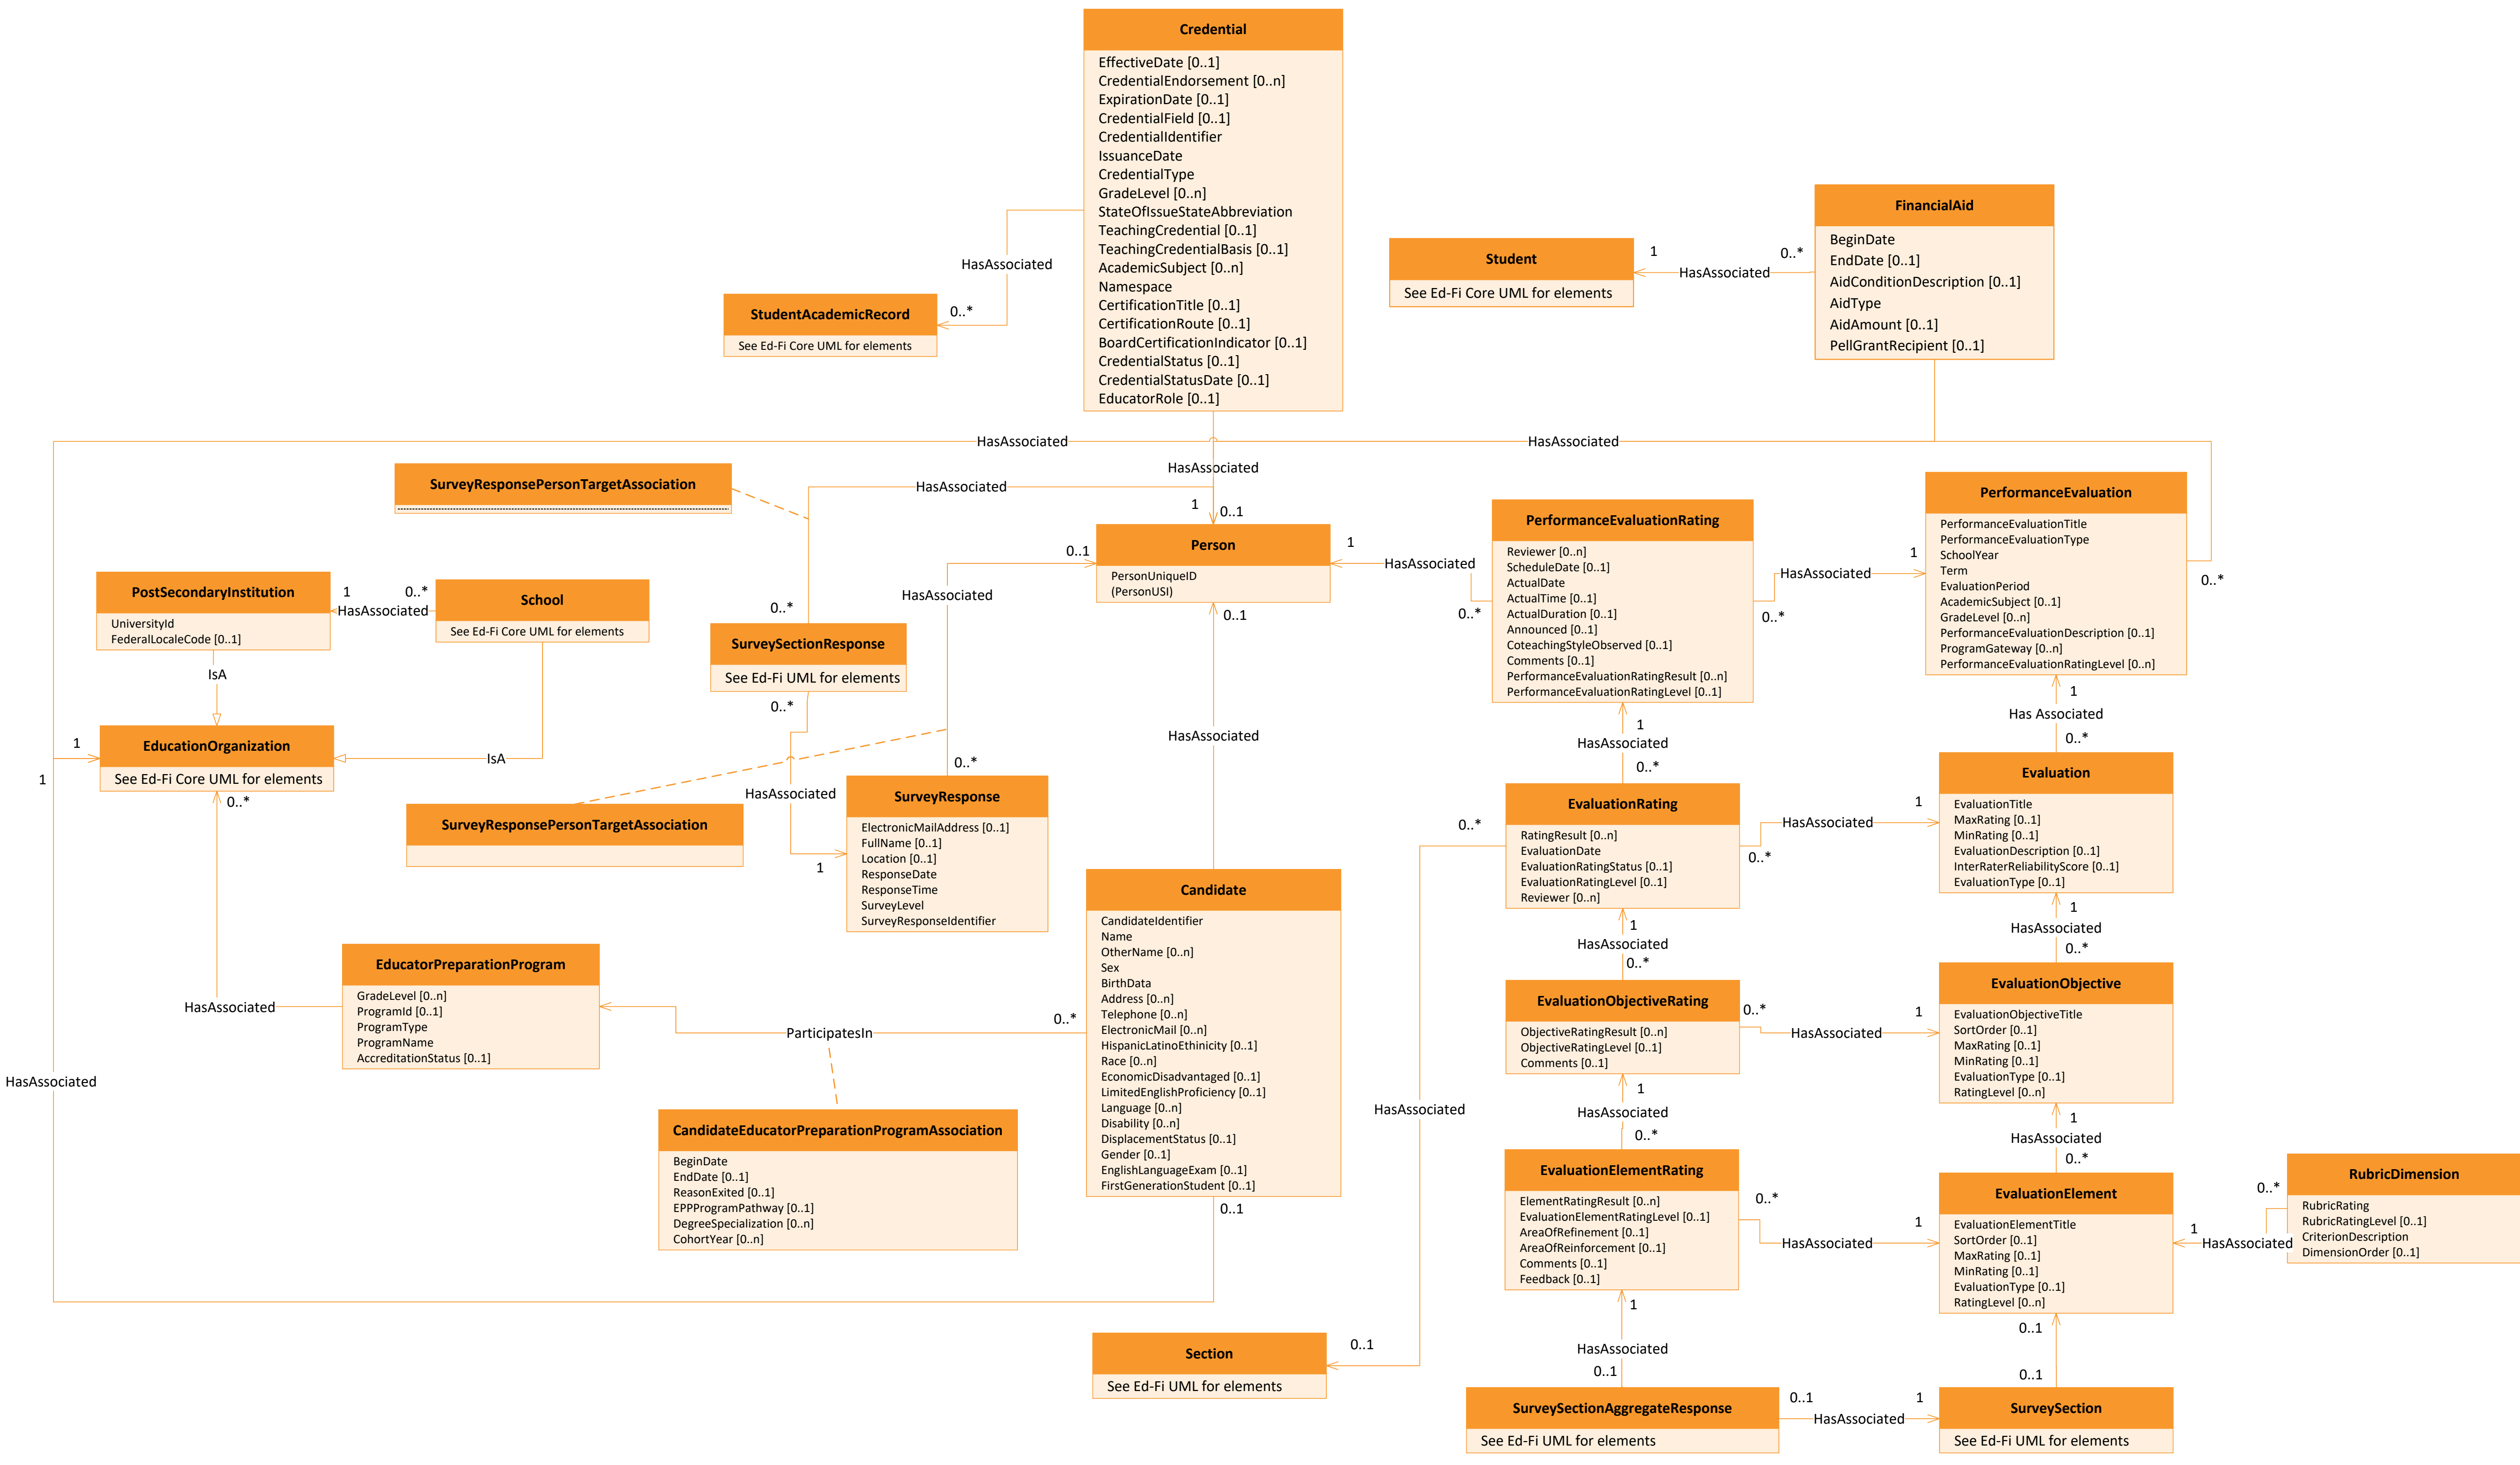 Credential
EffectiveDate [0..1]
CredentialEndorsement [0..n]
ExpirationDate [0..1]
CredentialField [0..1]
CredentialIdentifier
IssuanceDate
CredentialType
GradeLevel [0..n]
StateOfIssueStateAbbreviation
TeachingCredential [0..1]
TeachingCredentialBasis [0..1]
AcademicSubject [0..n]
Namespace
CertificationTitle [0..1]
CertificationRoute [0..1]
BoardCertificationIndicator [0..1]
CredentialStatus [0..1]
CredentialStatusDate [0..1]
EducatorRole [0..1]
HasAssociated
StudentAcademicRecord
See Ed-Fi Core UML for elements
0..*
Student
See Ed-Fi Core UML for elements
1
HasAssociated
0..*
FinancialAid
BeginDate
EndDate [0..1]
AidConditionDescription [0..1]
AidType
AidAmount [0..1]
PellGrantRecipient [0..1]
HasAssociated
HasAssociated
HasAssociated
SurveyResponsePersonTargetAssociation
HasAssociated
1
0..1
Person
PersonUniqueID
(PersonUSI)
0..1
1
0..1
HasAssociated
HasAssociated
0..*
PerformanceEvaluationRating
Reviewer [0..n]
ScheduleDate [0..1]
ActualDate
ActualTime [0..1]
ActualDuration [0..1]
Announced [0..1]
CoteachingStyleObserved [0..1]
Comments [0..1]
PerformanceEvaluationRatingResult [0..n]
PerformanceEvaluationRatingLevel [0..1]
1
HasAssociated
0..*
PerformanceEvaluation
PerformanceEvaluationTitle
PerformanceEvaluationType
SchoolYear
Term
EvaluationPeriod
AcademicSubject [0..1]
GradeLevel [0..n]
PerformanceEvaluationDescription [0..1]
ProgramGateway [0..n]
PerformanceEvaluationRatingLevel [0..n]
0..*
PostSecondaryInstitution
UniversityId
FederalLocaleCode [0..1]
1
0..*
HasAssociated
School
See Ed-Fi Core UML for elements
IsA
IsA
0..*
SurveySectionResponse
See Ed-Fi UML for elements
0..*
HasAssociated
1
EducationOrganization
See Ed-Fi Core UML for elements
1
1
0..*
SurveyResponsePersonTargetAssociation
0..*
SurveyResponse
ElectronicMailAddress [0..1]
FullName [0..1]
Location [0..1]
ResponseDate
ResponseTime
SurveyLevel
SurveyResponseIdentifier
HasAssociated
Candidate
CandidateIdentifier
Name
OtherName [0..n]
Sex
BirthData
Address [0..n]
Telephone [0..n]
ElectronicMail [0..n]
HispanicLatinoEthinicity [0..1]
Race [0..n]
EconomicDisadvantaged [0..1]
LimitedEnglishProficiency [0..1]
Language [0..n]
Disability [0..n]
DisplacementStatus [0..1]
Gender [0..1]
EnglishLanguageExam [0..1]
FirstGenerationStudent [0..1]
0..1
EducatorPreparationProgram
GradeLevel [0..n]
ProgramId [0..1]
ProgramType
ProgramName
AccreditationStatus [0..1]
HasAssociated
ParticipatesIn
0..*
HasAssociated
CandidateEducatorPreparationProgramAssociation
BeginDate
EndDate [0..1]
ReasonExited [0..1]
EPPProgramPathway [0..1]
DegreeSpecialization [0..n]
CohortYear [0..n]
1
HasAssociated
0..*
EvaluationRating
RatingResult [0..n]
EvaluationDate
EvaluationRatingStatus [0..1]
EvaluationRatingLevel [0..1]
Reviewer [0..n]
0..*
HasAssociated
0..1
Section
See Ed-Fi UML for elements
1
Has Associated
0..*
Evaluation
EvaluationTitle
MaxRating [0..1]
MinRating [0..1]
EvaluationDescription [0..1]
InterRaterReliabilityScore [0..1]
EvaluationType [0..1]
1
HasAssociated
0..*
1
HasAssociated
0..*
EvaluationObjectiveRating
ObjectiveRatingResult [0..n]
ObjectiveRatingLevel [0..1]
Comments [0..1]
0..*
HasAssociated
1
1
HasAssociated
0..*
EvaluationObjective
EvaluationObjectiveTitle
SortOrder [0..1]
MaxRating [0..1]
MinRating [0..1]
EvaluationType [0..1]
RatingLevel [0..n]
1
HasAssociated
0..*
EvaluationElementRating
ElementRatingResult [0..n]
EvaluationElementRatingLevel [0..1]
AreaOfRefinement [0..1]
AreaOfReinforcement [0..1]
Comments [0..1]
Feedback [0..1]
0..*
HasAssociated
1
1
HasAssociated
0..*
EvaluationElement
EvaluationElementTitle
SortOrder [0..1]
MaxRating [0..1]
MinRating [0..1]
EvaluationType [0..1]
RatingLevel [0..n]
0..*
1
HasAssociated
RubricDimension
RubricRating
RubricRatingLevel [0..1]
CriterionDescription
DimensionOrder [0..1]
1
HasAssociated
0..1
SurveySectionAggregateResponse
See Ed-Fi UML for elements
0..1
HasAssociated
1
0..1
0..1
SurveySection
See Ed-Fi UML for elements